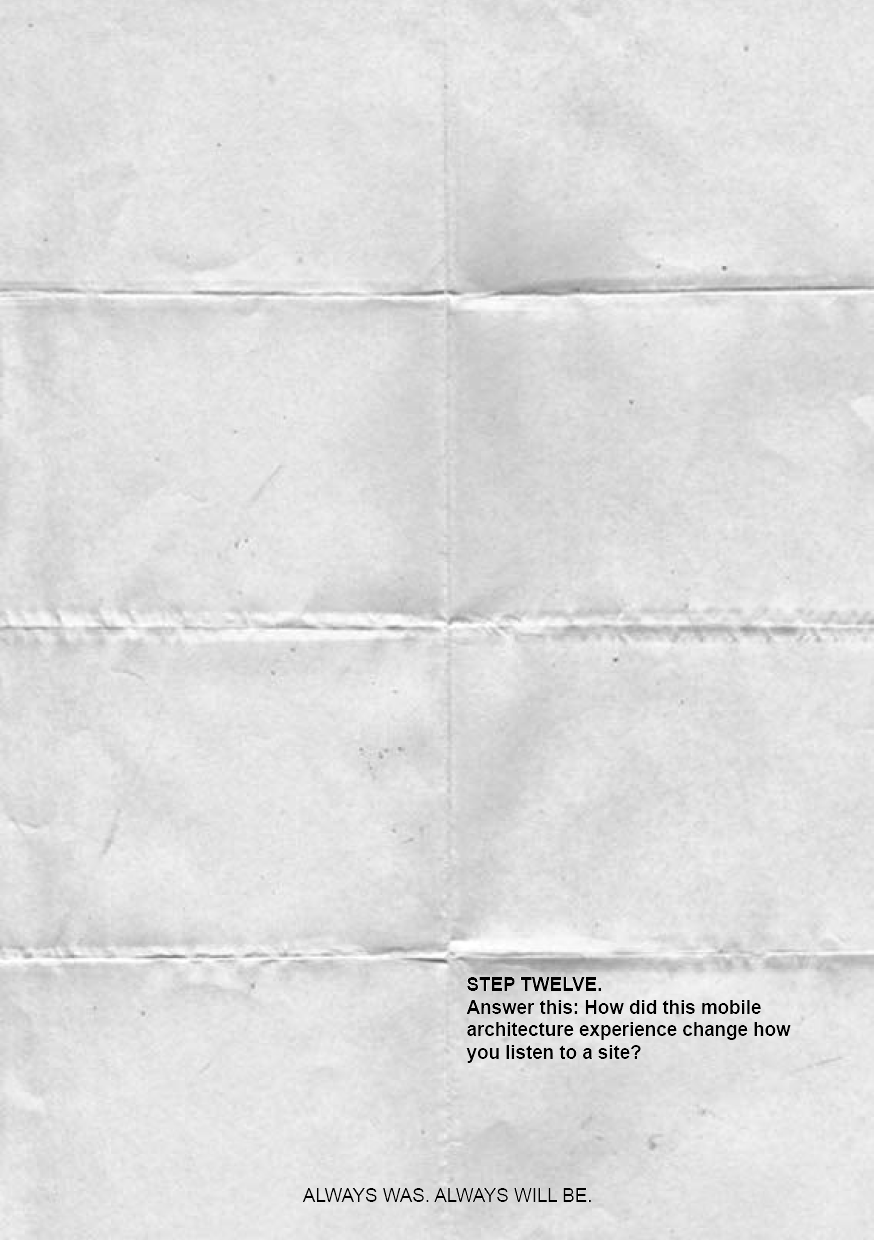 STEP TWELVE.
Answer this: How did this mobile
architecture experience change how
you listen to a site?
ALWAYS WAS. ALWAYS WILL BE.